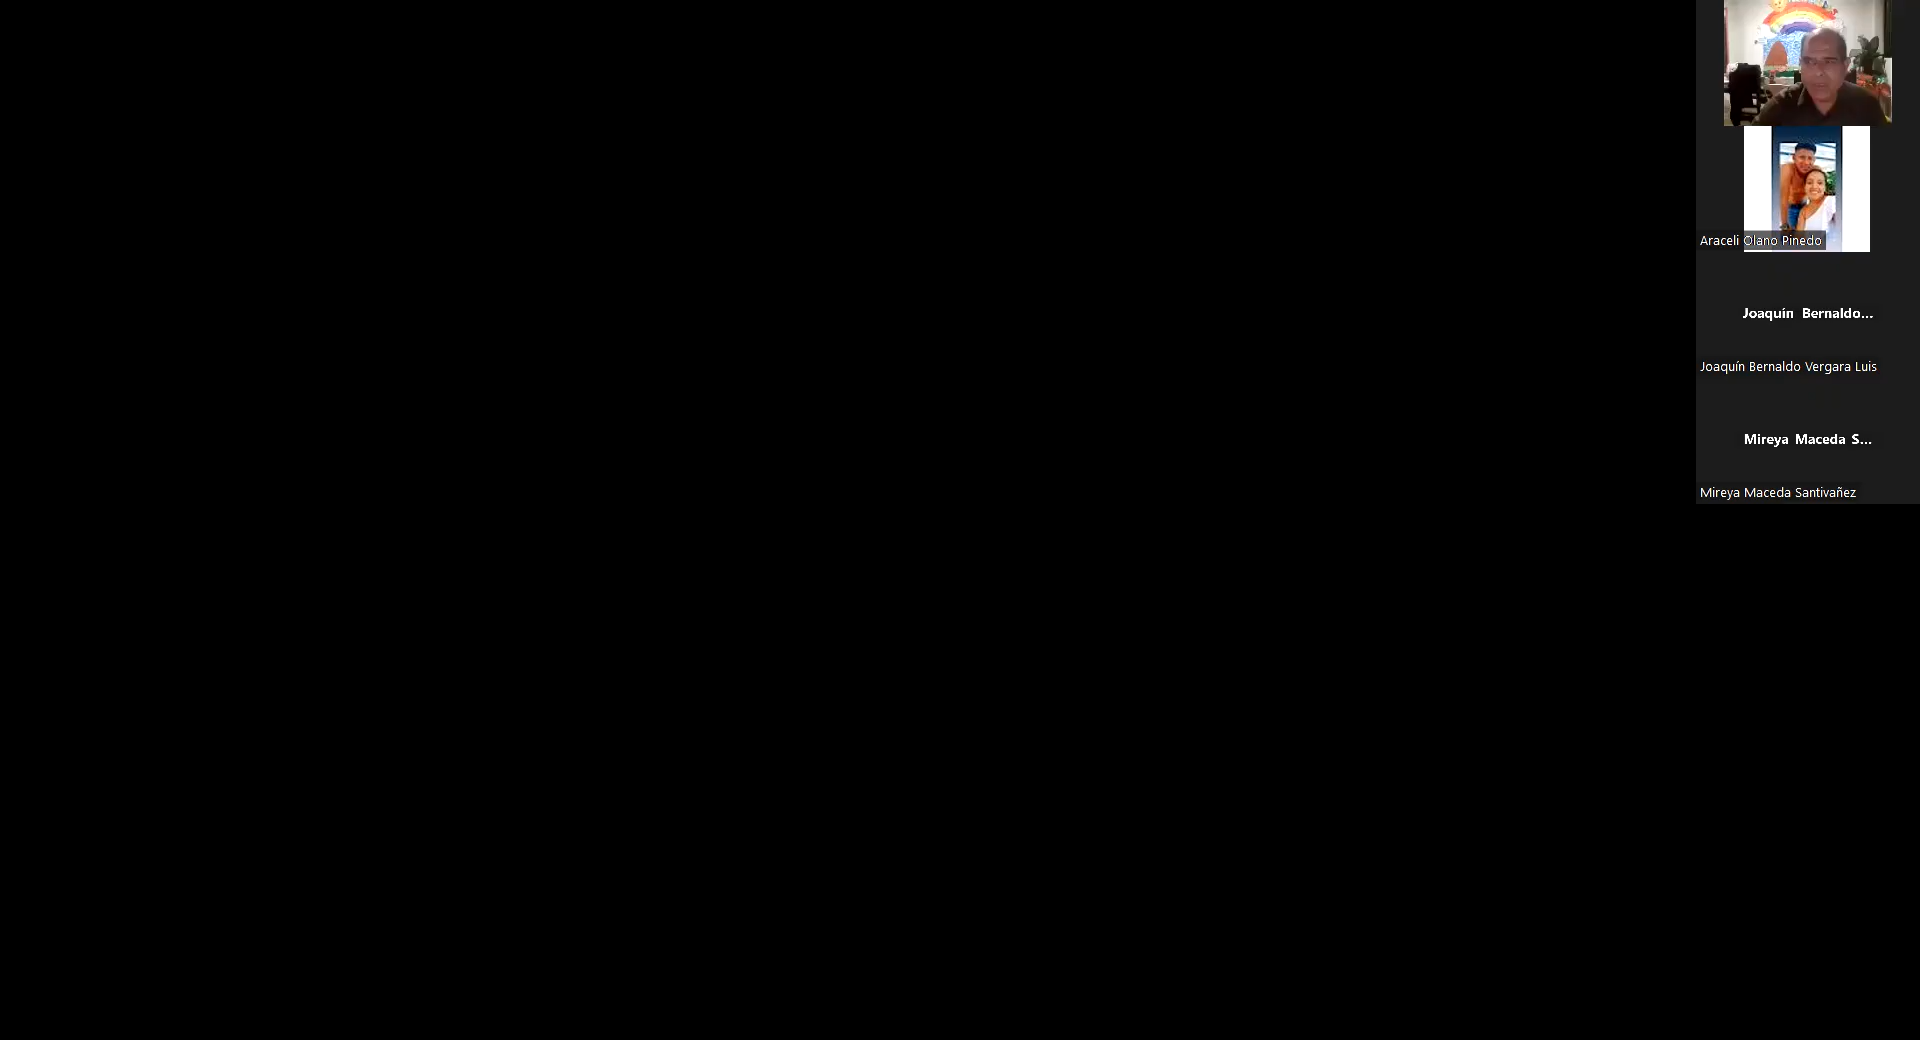 Araceli Olano Pinedo
Joaquín Bernaldo...
Joaquín Bernaldo Vergara Luis
Mireya Maceda S...
Mireya Maceda Santivañez